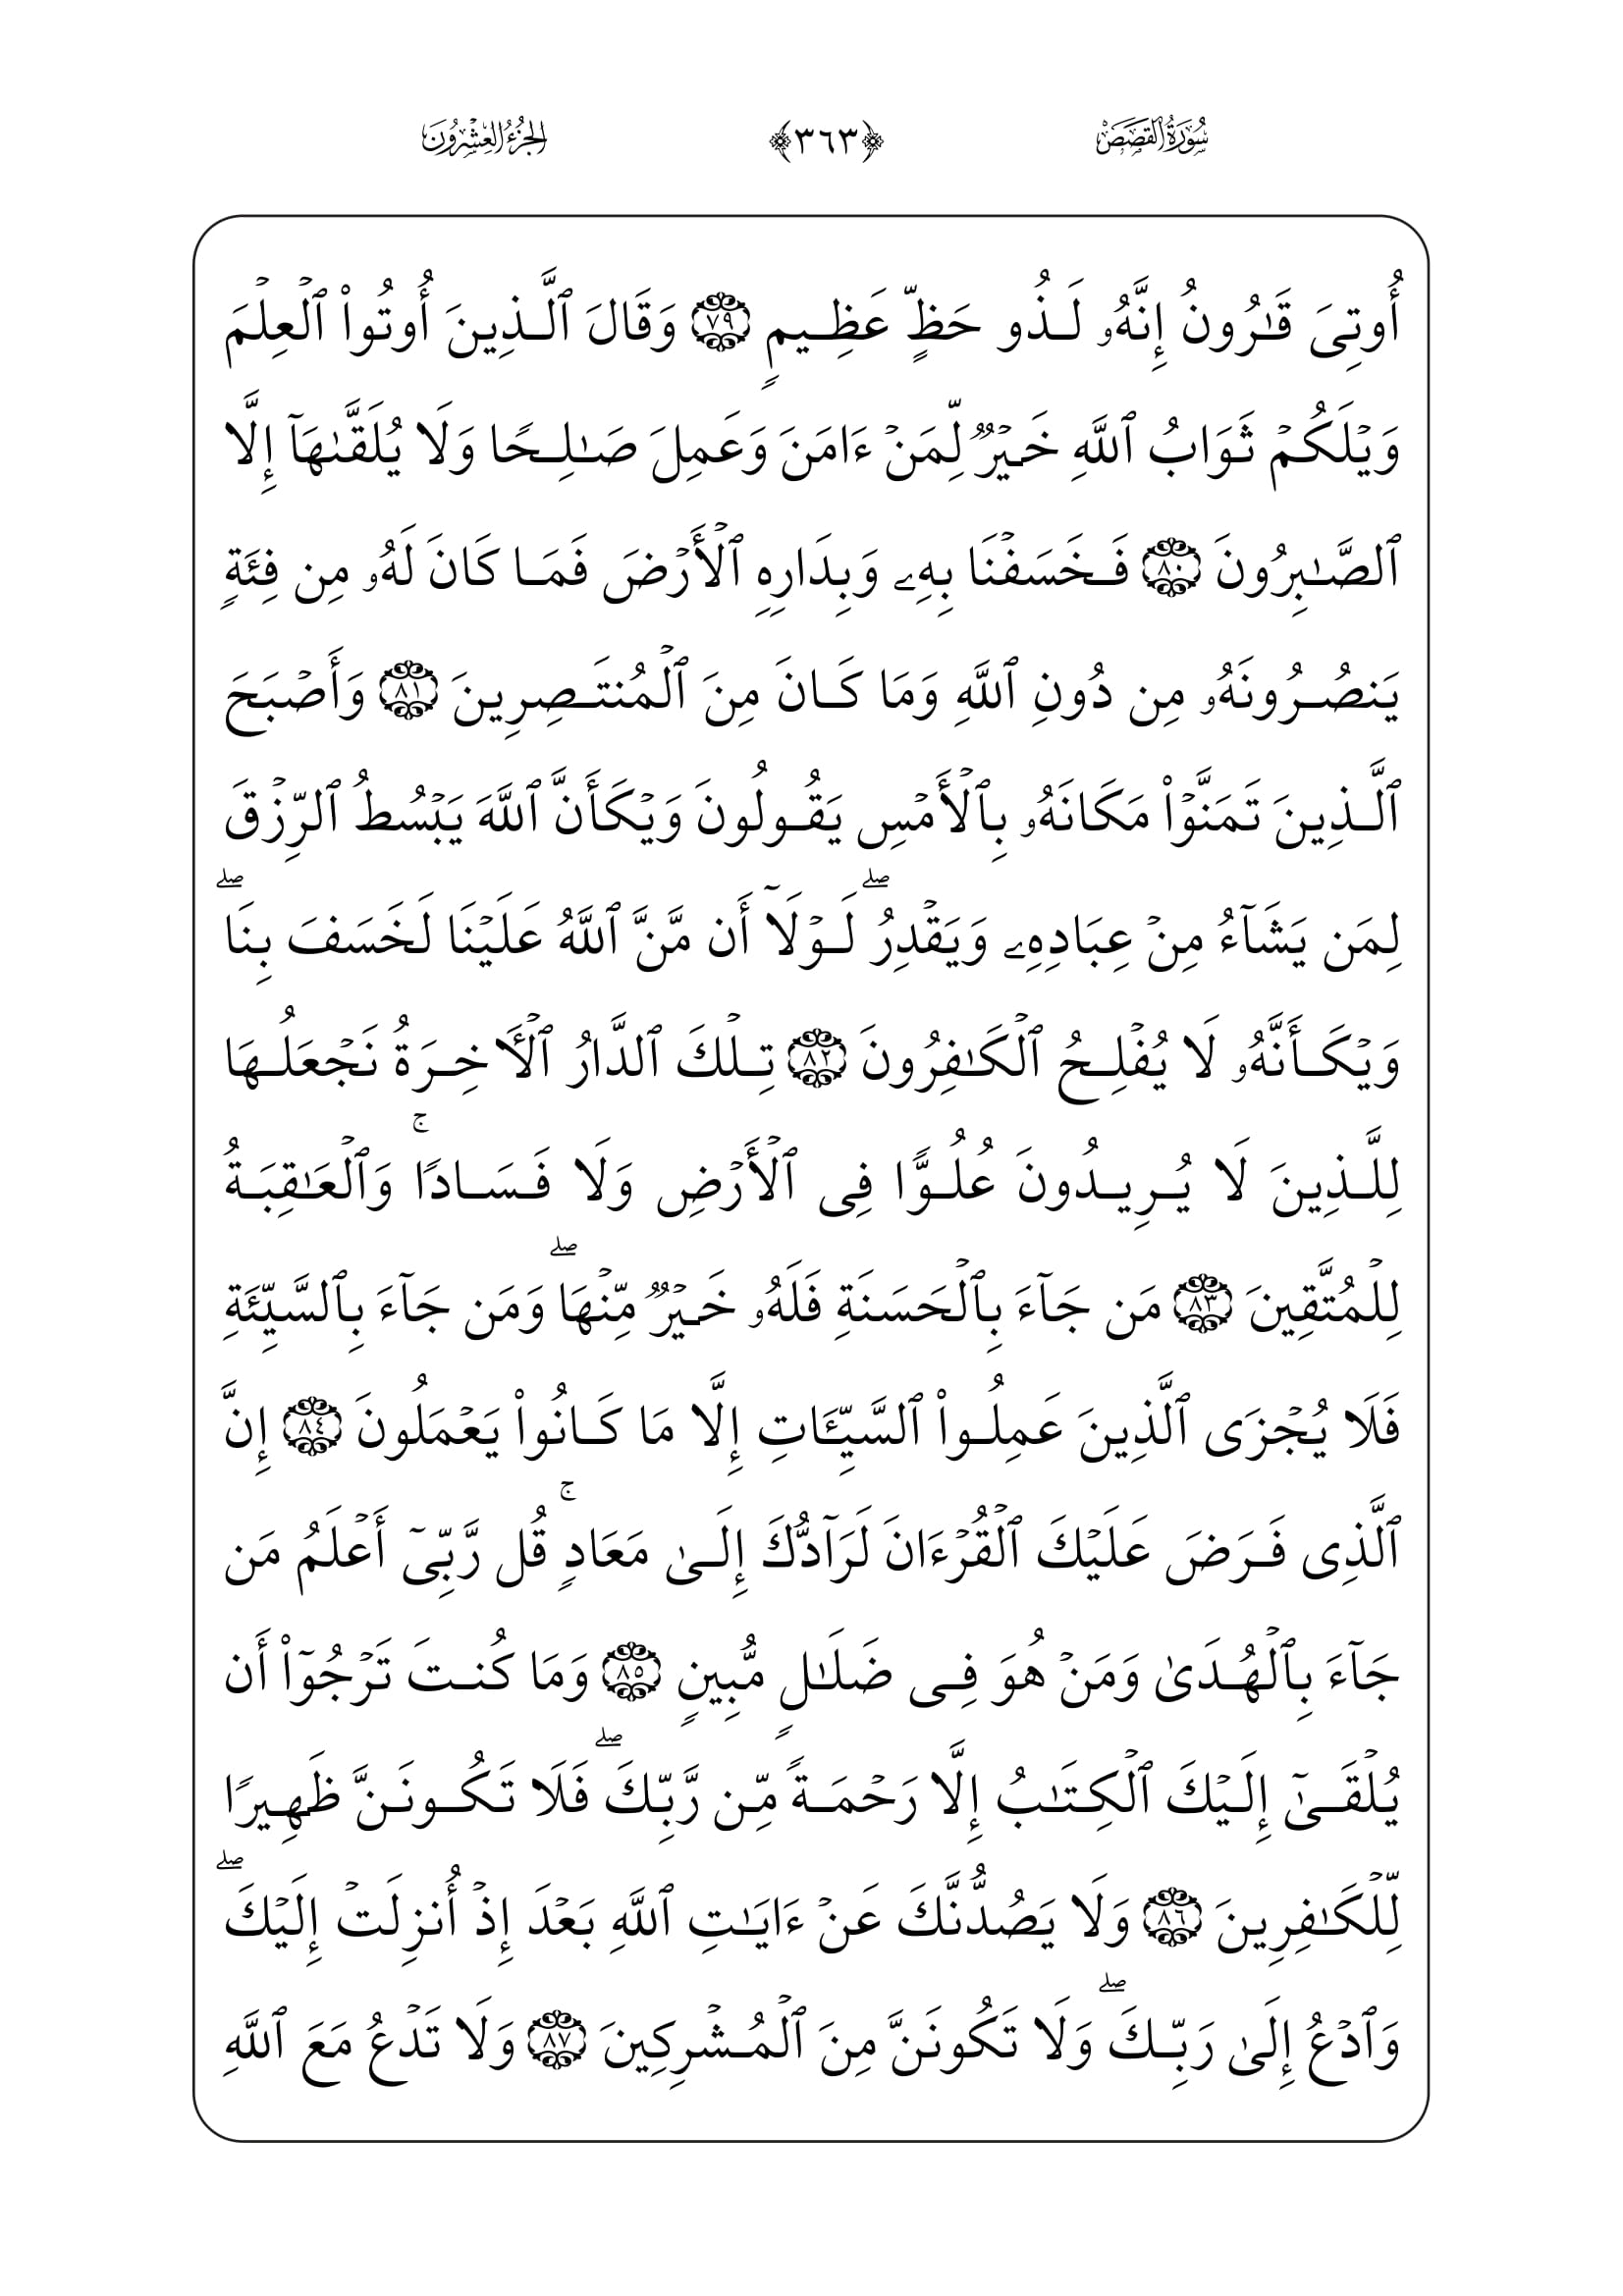 سُورَةُ القَصَصِ ﴿٣٦٣﴾ الجُزْءُ العِشْرُونَ
أُوتِىَ قَـٰرُونُ إِنَّهُۥ لَذُو حَظٍّ عَظِيمٍ ٧٩ وَقَالَ ٱلَّذِينَ أُوتُوا۟ ٱلْعِلْمَ
وَيْلَكُمْ ثَوَابُ ٱللَّهِ خَيْرٌ لِّمَنْ ءَامَنَ وَعَمِلَ صَـٰلِحًا وَلَا يُلَقَّىٰهَآ إِلَّا
ٱلصَّـٰبِرُونَ ٨٠ فَخَسَفْنَا بِهِۦ وَبِدَارِهِ ٱلْأَرْضَ فَمَا كَانَ لَهُۥ مِن فِئَةٍ
يَنصُرُونَهُۥ مِن دُونِ ٱللَّهِ وَمَا كَانَ مِنَ ٱلْمُنتَصِرِينَ ٨١ وَأَصْبَحَ
ٱلَّذِينَ تَمَنَّوْا۟ مَكَانَهُۥ بِٱلْأَمْسِ يَقُولُونَ وَيْكَأَنَّ ٱللَّهَ يَبْسُطُ ٱلرِّزْقَ
لِمَن يَشَآءُ مِنْ عِبَادِهِۦ وَيَقْدِرُ ۖ لَوْلَآ أَن مَّنَّ ٱللَّهُ عَلَيْنَا لَخَسَفَ بِنَا ۖ
وَيْكَأَنَّهُۥ لَا يُفْلِحُ ٱلْكَـٰفِرُونَ ٨٢ تِلْكَ ٱلدَّارُ ٱلْـَٔاخِرَةُ نَجْعَلُهَا
لِلَّذِينَ لَا يُرِيدُونَ عُلُوًّا فِى ٱلْأَرْضِ وَلَا فَسَادًا ۚ وَٱلْعَـٰقِبَةُ
لِلْمُتَّقِينَ ٨٣ مَن جَآءَ بِٱلْحَسَنَةِ فَلَهُۥ خَيْرٌ مِّنْهَا ۖ وَمَن جَآءَ بِٱلسَّيِّئَةِ
فَلَا يُجْزَى ٱلَّذِينَ عَمِلُوا۟ ٱلسَّيِّـَٔاتِ إِلَّا مَا كَانُوا۟ يَعْمَلُونَ ٨٤ إِنَّ
ٱلَّذِى فَرَضَ عَلَيْكَ ٱلْقُرْءَانَ لَرَآدُّكَ إِلَىٰ مَعَادٍ ۚ قُل رَّبِّىٓ أَعْلَمُ مَن
جَآءَ بِٱلْهُدَىٰ وَمَنْ هُوَ فِى ضَلَـٰلٍ مُّبِينٍ ٨٥ وَمَا كُنتَ تَرْجُوٓا۟ أَن
يُلْقَىٰٓ إِلَيْكَ ٱلْكِتَـٰبُ إِلَّا رَحْمَةً مِّن رَّبِّكَ ۖ فَلَا تَكُونَنَّ ظَهِيرًا
لِّلْكَـٰفِرِينَ ٨٦ وَلَا يَصُدُّنَّكَ عَنْ ءَايَـٰتِ ٱللَّهِ بَعْدَ إِذْ أُنزِلَتْ إِلَيْكَ ۖ
وَٱدْعُ إِلَىٰ رَبِّكَ ۖ وَلَا تَكُونَنَّ مِنَ ٱلْمُشْرِكِينَ ٨٧ وَلَا تَدْعُ مَعَ ٱللَّهِ